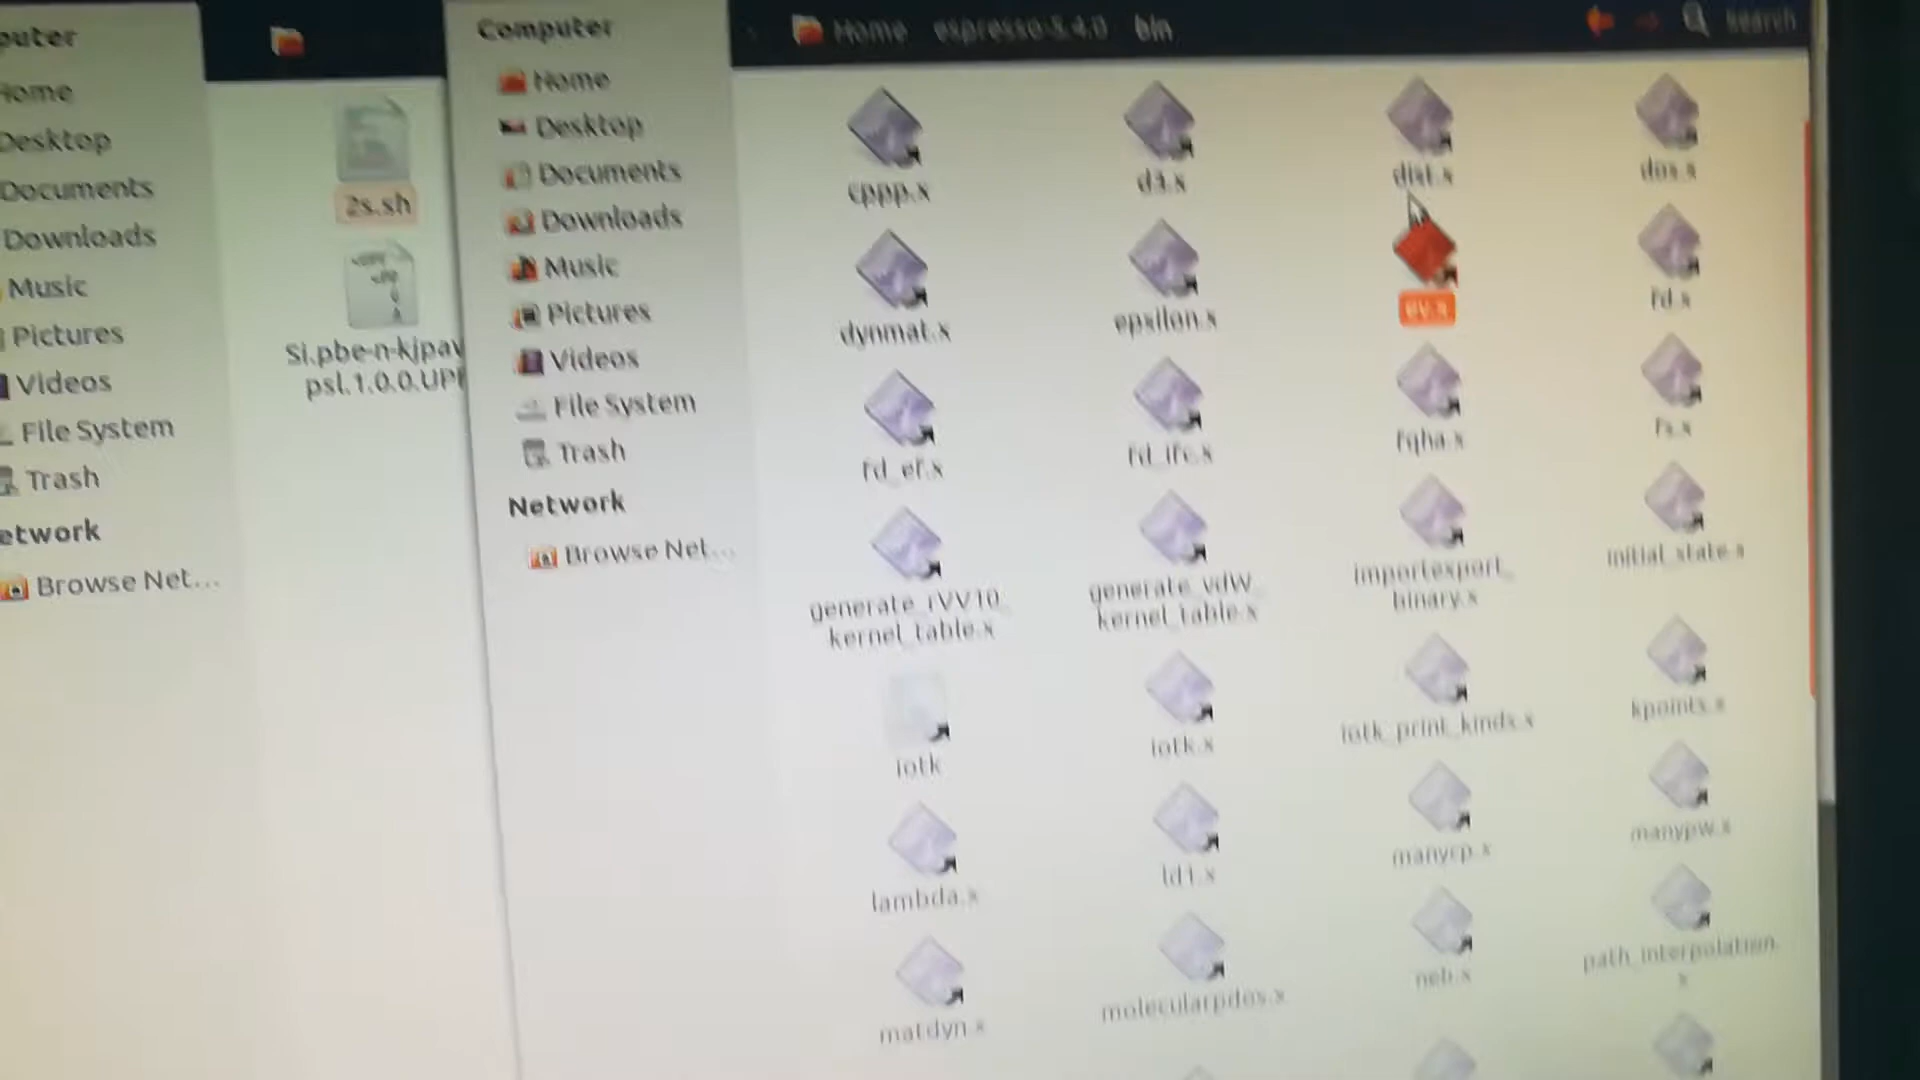 puter
Home
Desktop
Documents
Downloads
Music
Pictures
Videos
File System
Trash
etwork
Browse Net...
2s.sh
Si.pbe-n-kjpaw
psl.1.0.0.UPF
Computer
Home
Desktop
Documents
Downloads
Music
Pictures
Videos
File System
Trash
Network
Browse Net...
Home espresso-5.4.0 bin
Search
cppp.x
d3.x
dist.x
dos.x
dynmat.x
epsilon.x
ev.x
fd.x
fd_ef.x
fd_ifc.x
fqha.x
fs.x
generate_rVV10_
kernel_table.x
generate_vdW_
kernel_table.x
importexport_
binary.x
initial_state.x
iotk
iotk.x
iotk_print_kinds.x
kpoints.x
lambda.x
ld1.x
manycp.x
manypw.x
matdyn.x
molecularpdos.x
neb.x
path_interpolation.
x